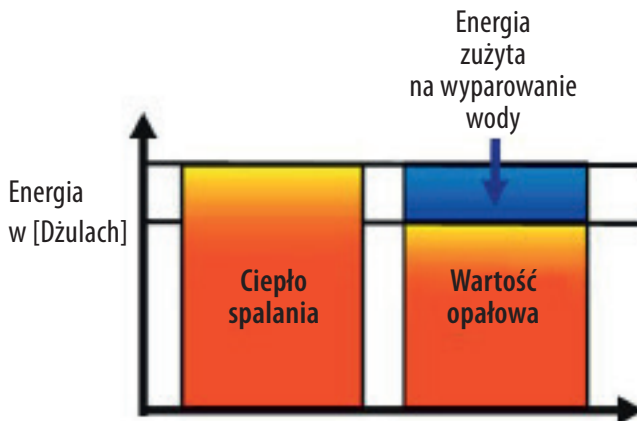 Energia
zużyta
na wyparowanie
wody
Energia
w [Dżulach]
Ciepło
spalania
Wartość
opałowa